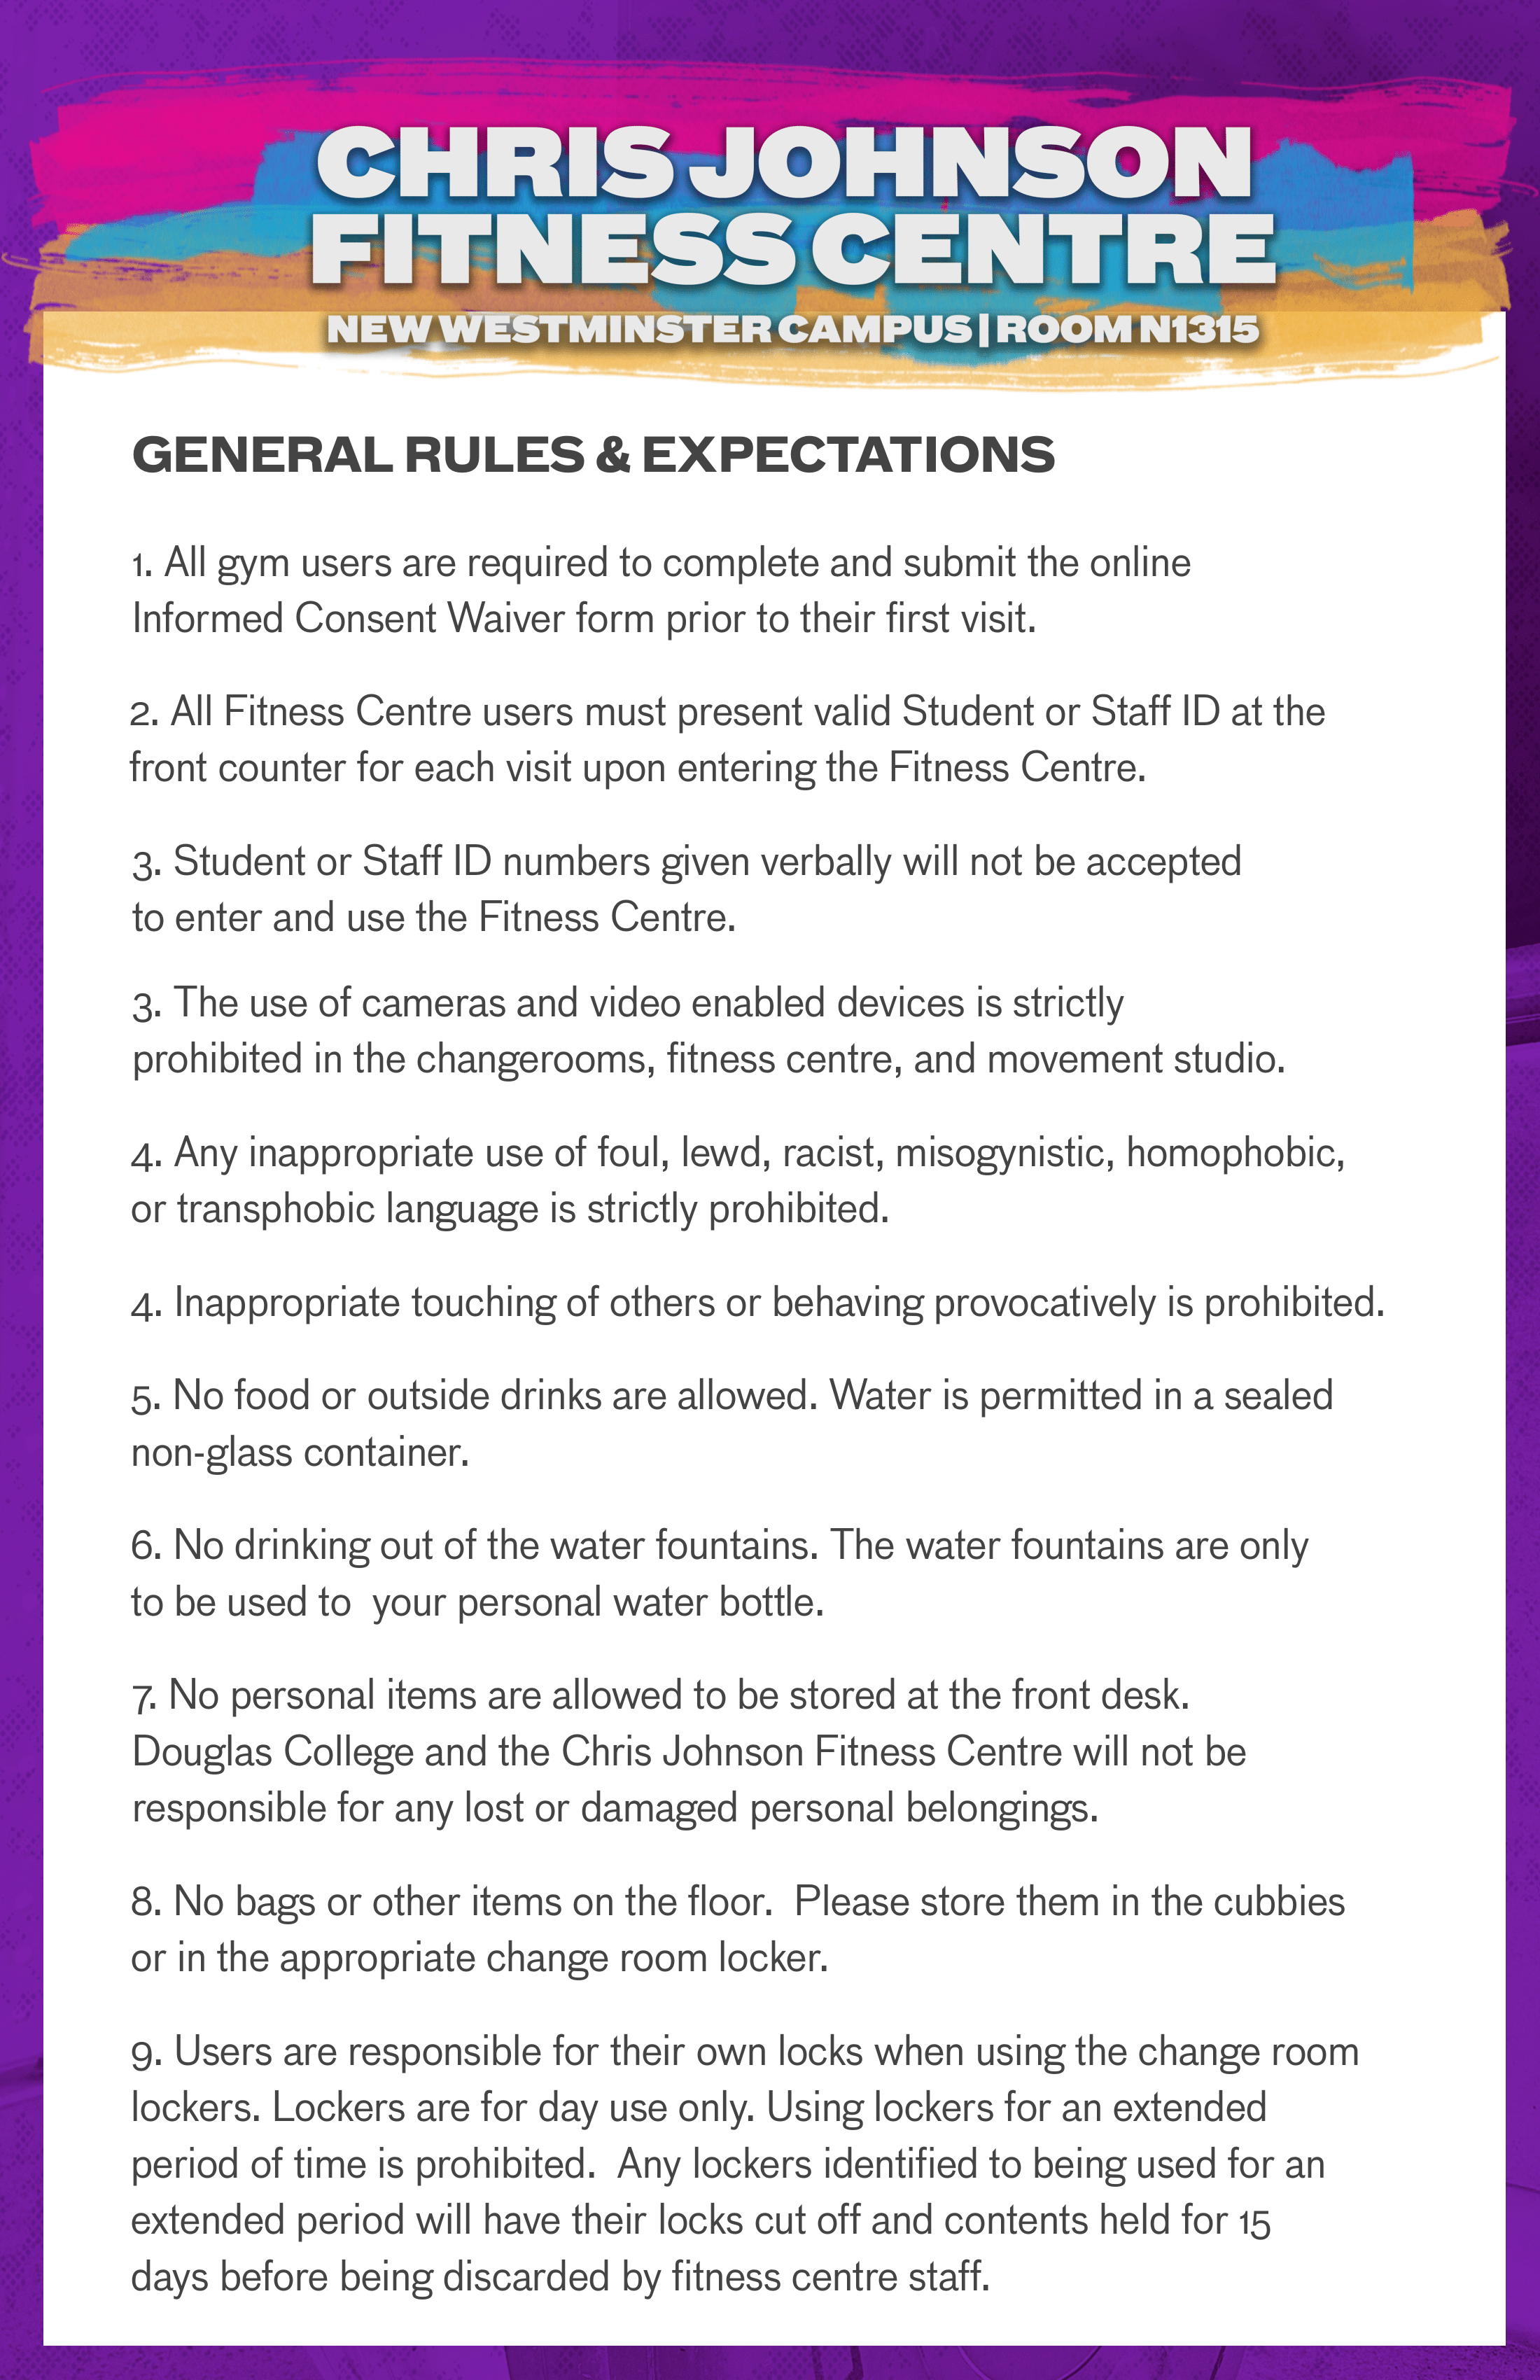 CHRIS JOHNSON
FITNESS CENTRE
NEW WESTMINSTER CAMPUS | ROOM N1315
GENERAL RULES & EXPECTATIONS
1. All gym users are required to complete and submit the online
Informed Consent Waiver form prior to their first visit.
2. All Fitness Centre users must present valid Student or Staff ID at the
front counter for each visit upon entering the Fitness Centre.
3. Student or Staff ID numbers given verbally will not be accepted
to enter and use the Fitness Centre.
3. The use of cameras and video enabled devices is strictly
prohibited in the changerooms, fitness centre, and movement studio.
4. Any inappropriate use of foul, lewd, racist, misogynistic, homophobic,
or transphobic language is strictly prohibited.
4. Inappropriate touching of others or behaving provocatively is prohibited.
5. No food or outside drinks are allowed. Water is permitted in a sealed
non-glass container.
6. No drinking out of the water fountains. The water fountains are only
to be used to  your personal water bottle.
7. No personal items are allowed to be stored at the front desk.
Douglas College and the Chris Johnson Fitness Centre will not be
responsible for any lost or damaged personal belongings.
8. No bags or other items on the floor.  Please store them in the cubbies
or in the appropriate change room locker.
9. Users are responsible for their own locks when using the change room
lockers. Lockers are for day use only. Using lockers for an extended
period of time is prohibited.  Any lockers identified to being used for an
extended period will have their locks cut off and contents held for 15
days before being discarded by fitness centre staff.